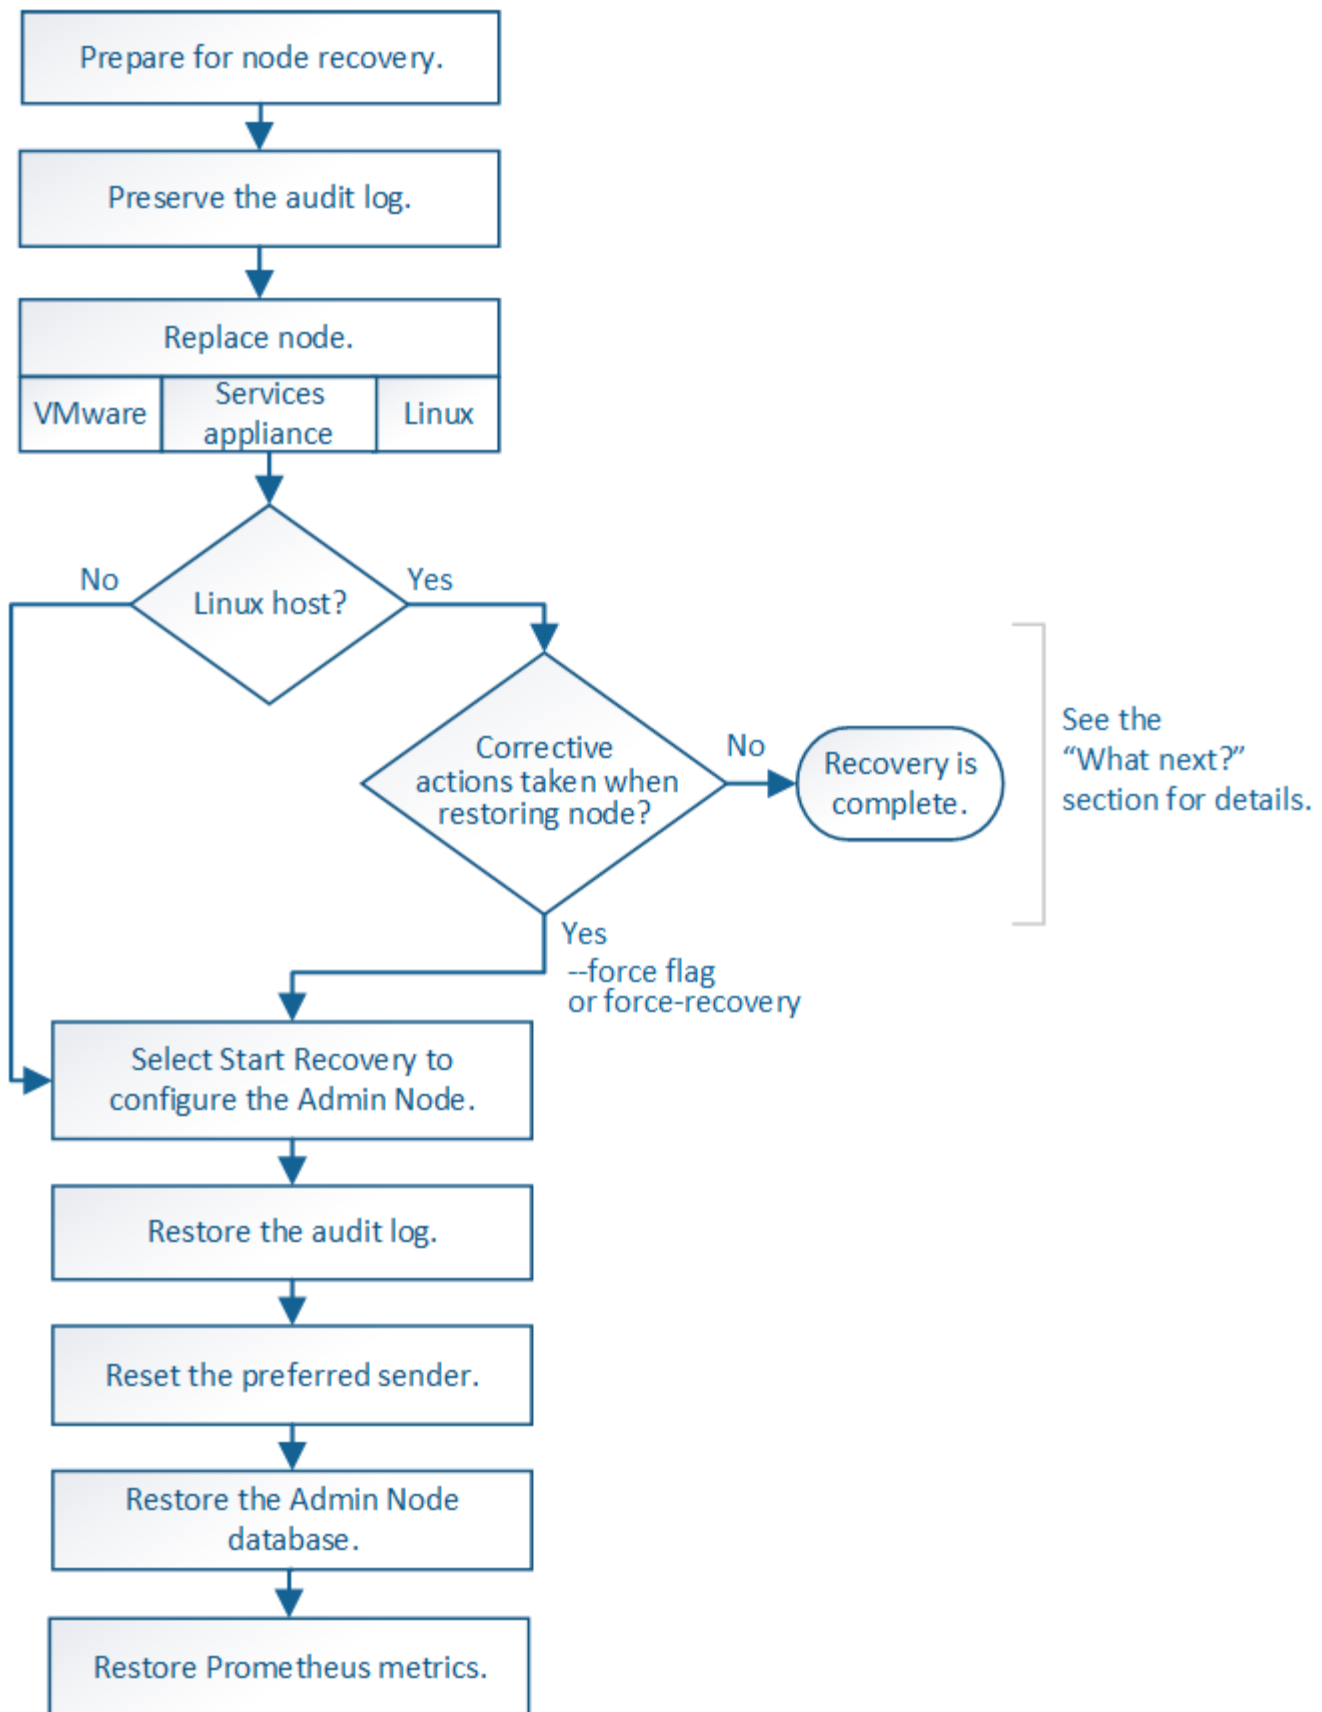 Prepare for node recovery.
Preserve the audit log.
Replace node.
VMware
Services
appliance
Linux
No
Yes
Linux host?
Corrective
actions taken when
restoring node?
No
Recovery is
complete.
See the
“What next?”
section for details.
Yes
--force flag
or force-recovery
Select Start Recovery to
configure the Admin Node.
Restore the audit log.
Reset the preferred sender.
Restore the Admin Node
database.
Restore Prometheus metrics.